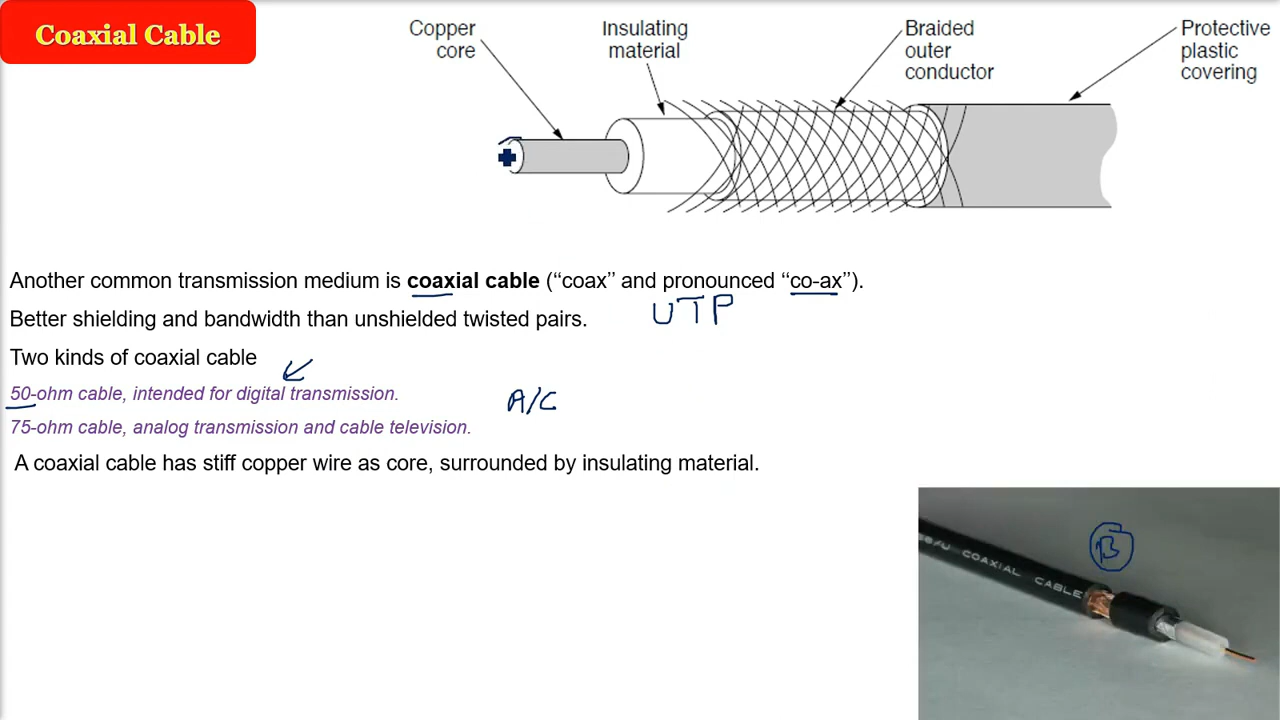 Coaxial Cable
Copper
core
Insulating
material
Braided
outer
conductor
Protective
plastic
covering
Another common transmission medium is coaxial cable (‘‘coax’’ and pronounced ‘‘co-ax’’).
Better shielding and bandwidth than unshielded twisted pairs.
UTP
Two kinds of coaxial cable
50-ohm cable, intended for digital transmission.
A/C
75-ohm cable, analog transmission and cable television.
A coaxial cable has stiff copper wire as core, surrounded by insulating material.
B
COAXIAL CABLE